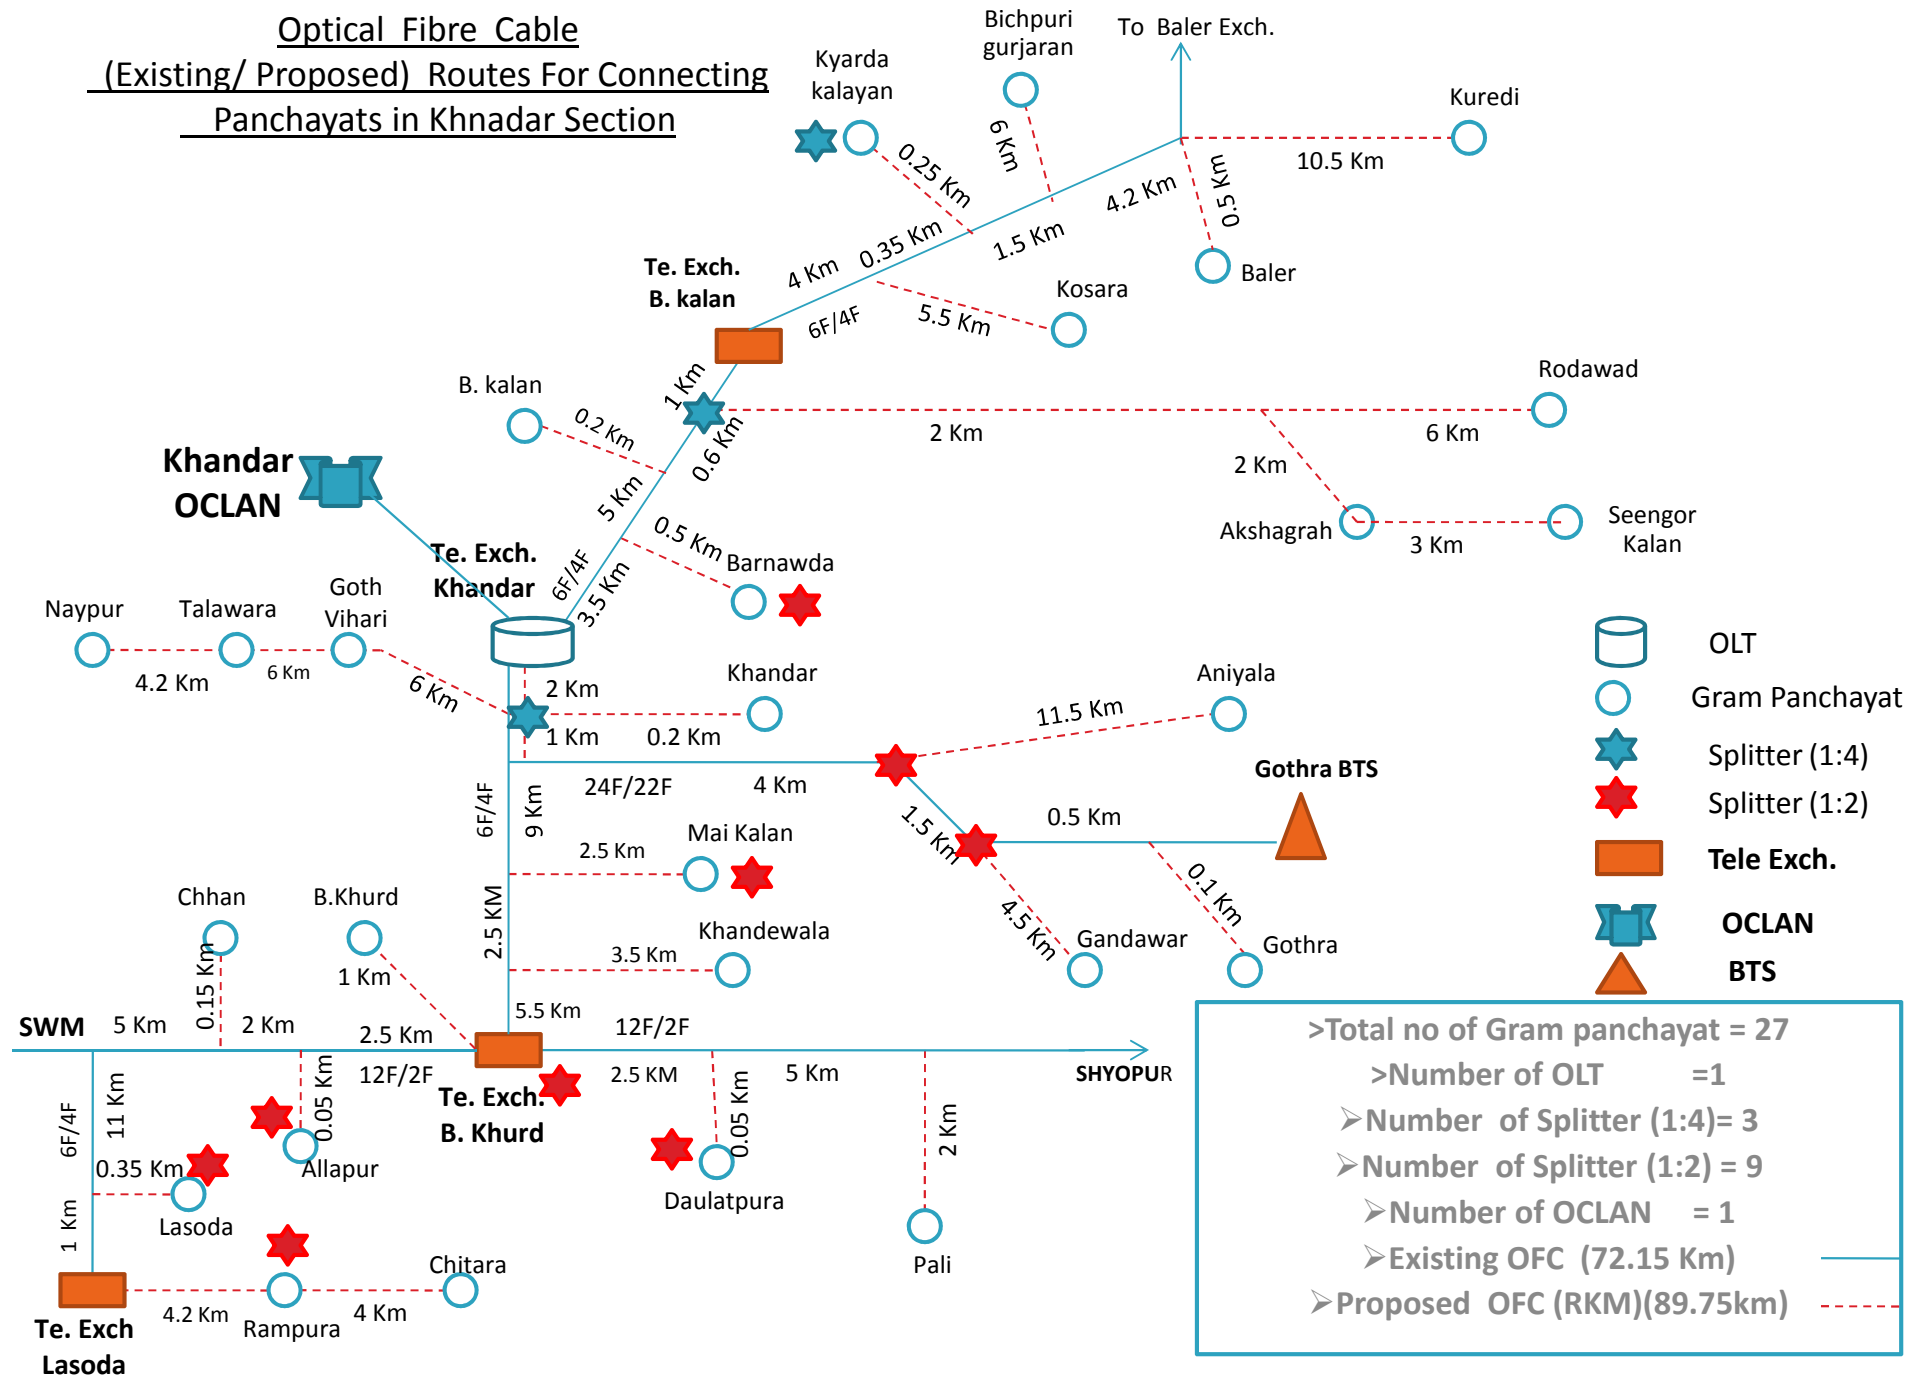 Optical Fibre Cable
(Existing/ Proposed) Routes For Connecting
Panchayats in Khnadar Section
Bichpuri
gurjaran
To Baler Exch.
Kyarda
kalayan
Kuredi
0.25 Km
6 Km
4.2 Km
0.5 Km
10.5 Km
0.35 Km
1.5 Km
Baler
Te. Exch.
B. kalan
4 Km
6F/4F
Kosara
5.5 Km
B. kalan
1 Km
Rodawad
0.2 Km
0.6 Km
2 Km
6 Km
Khandar
OCLAN
5 Km
2 Km
0.5 Km
Akshagrah
3 Km
Seengor
Kalan
Te. Exch.
Khandar
6F/4F
3.5 Km
Barnawda
Naypur
Talawara
Goth
Vihari
4.2 Km
6 Km
6 Km
2 Km
Khandar
1 Km
0.2 Km
Aniyala
11.5 Km
OLT
Gram Panchayat
Splitter (1:4)
Splitter (1:2)
Tele Exch.
OCLAN
BTS
24F/22F
4 Km
Gothra BTS
6F/4F
9 Km
1.5 Km
0.5 Km
Mai Kalan
2.5 Km
0.1 Km
4.5 Km
Chhan
B.Khurd
2.5 KM
Khandewala
3.5 Km
Gandawar
Gothra
0.15 Km
1 Km
5.5 Km
SWM
5 Km
2 Km
2.5 Km
12F/2F
12F/2F
2.5 KM
5 Km
SHYOPUR
Te. Exch.
B. Khurd
6F/4F
11 Km
0.05 Km
0.05 Km
2 Km
0.35 Km
Allapur
Lasoda
Daulatpura
Pali
1 Km
Chitara
4.2 Km
Rampura
4 Km
Te. Exch
Lasoda
>Total no of Gram panchayat = 27
>Number of OLT =1
➢Number of Splitter (1:4)= 3
➢Number of Splitter (1:2) = 9
➢Number of OCLAN = 1
➢Existing OFC (72.15 Km)
➢Proposed OFC (RKM)(89.75km)